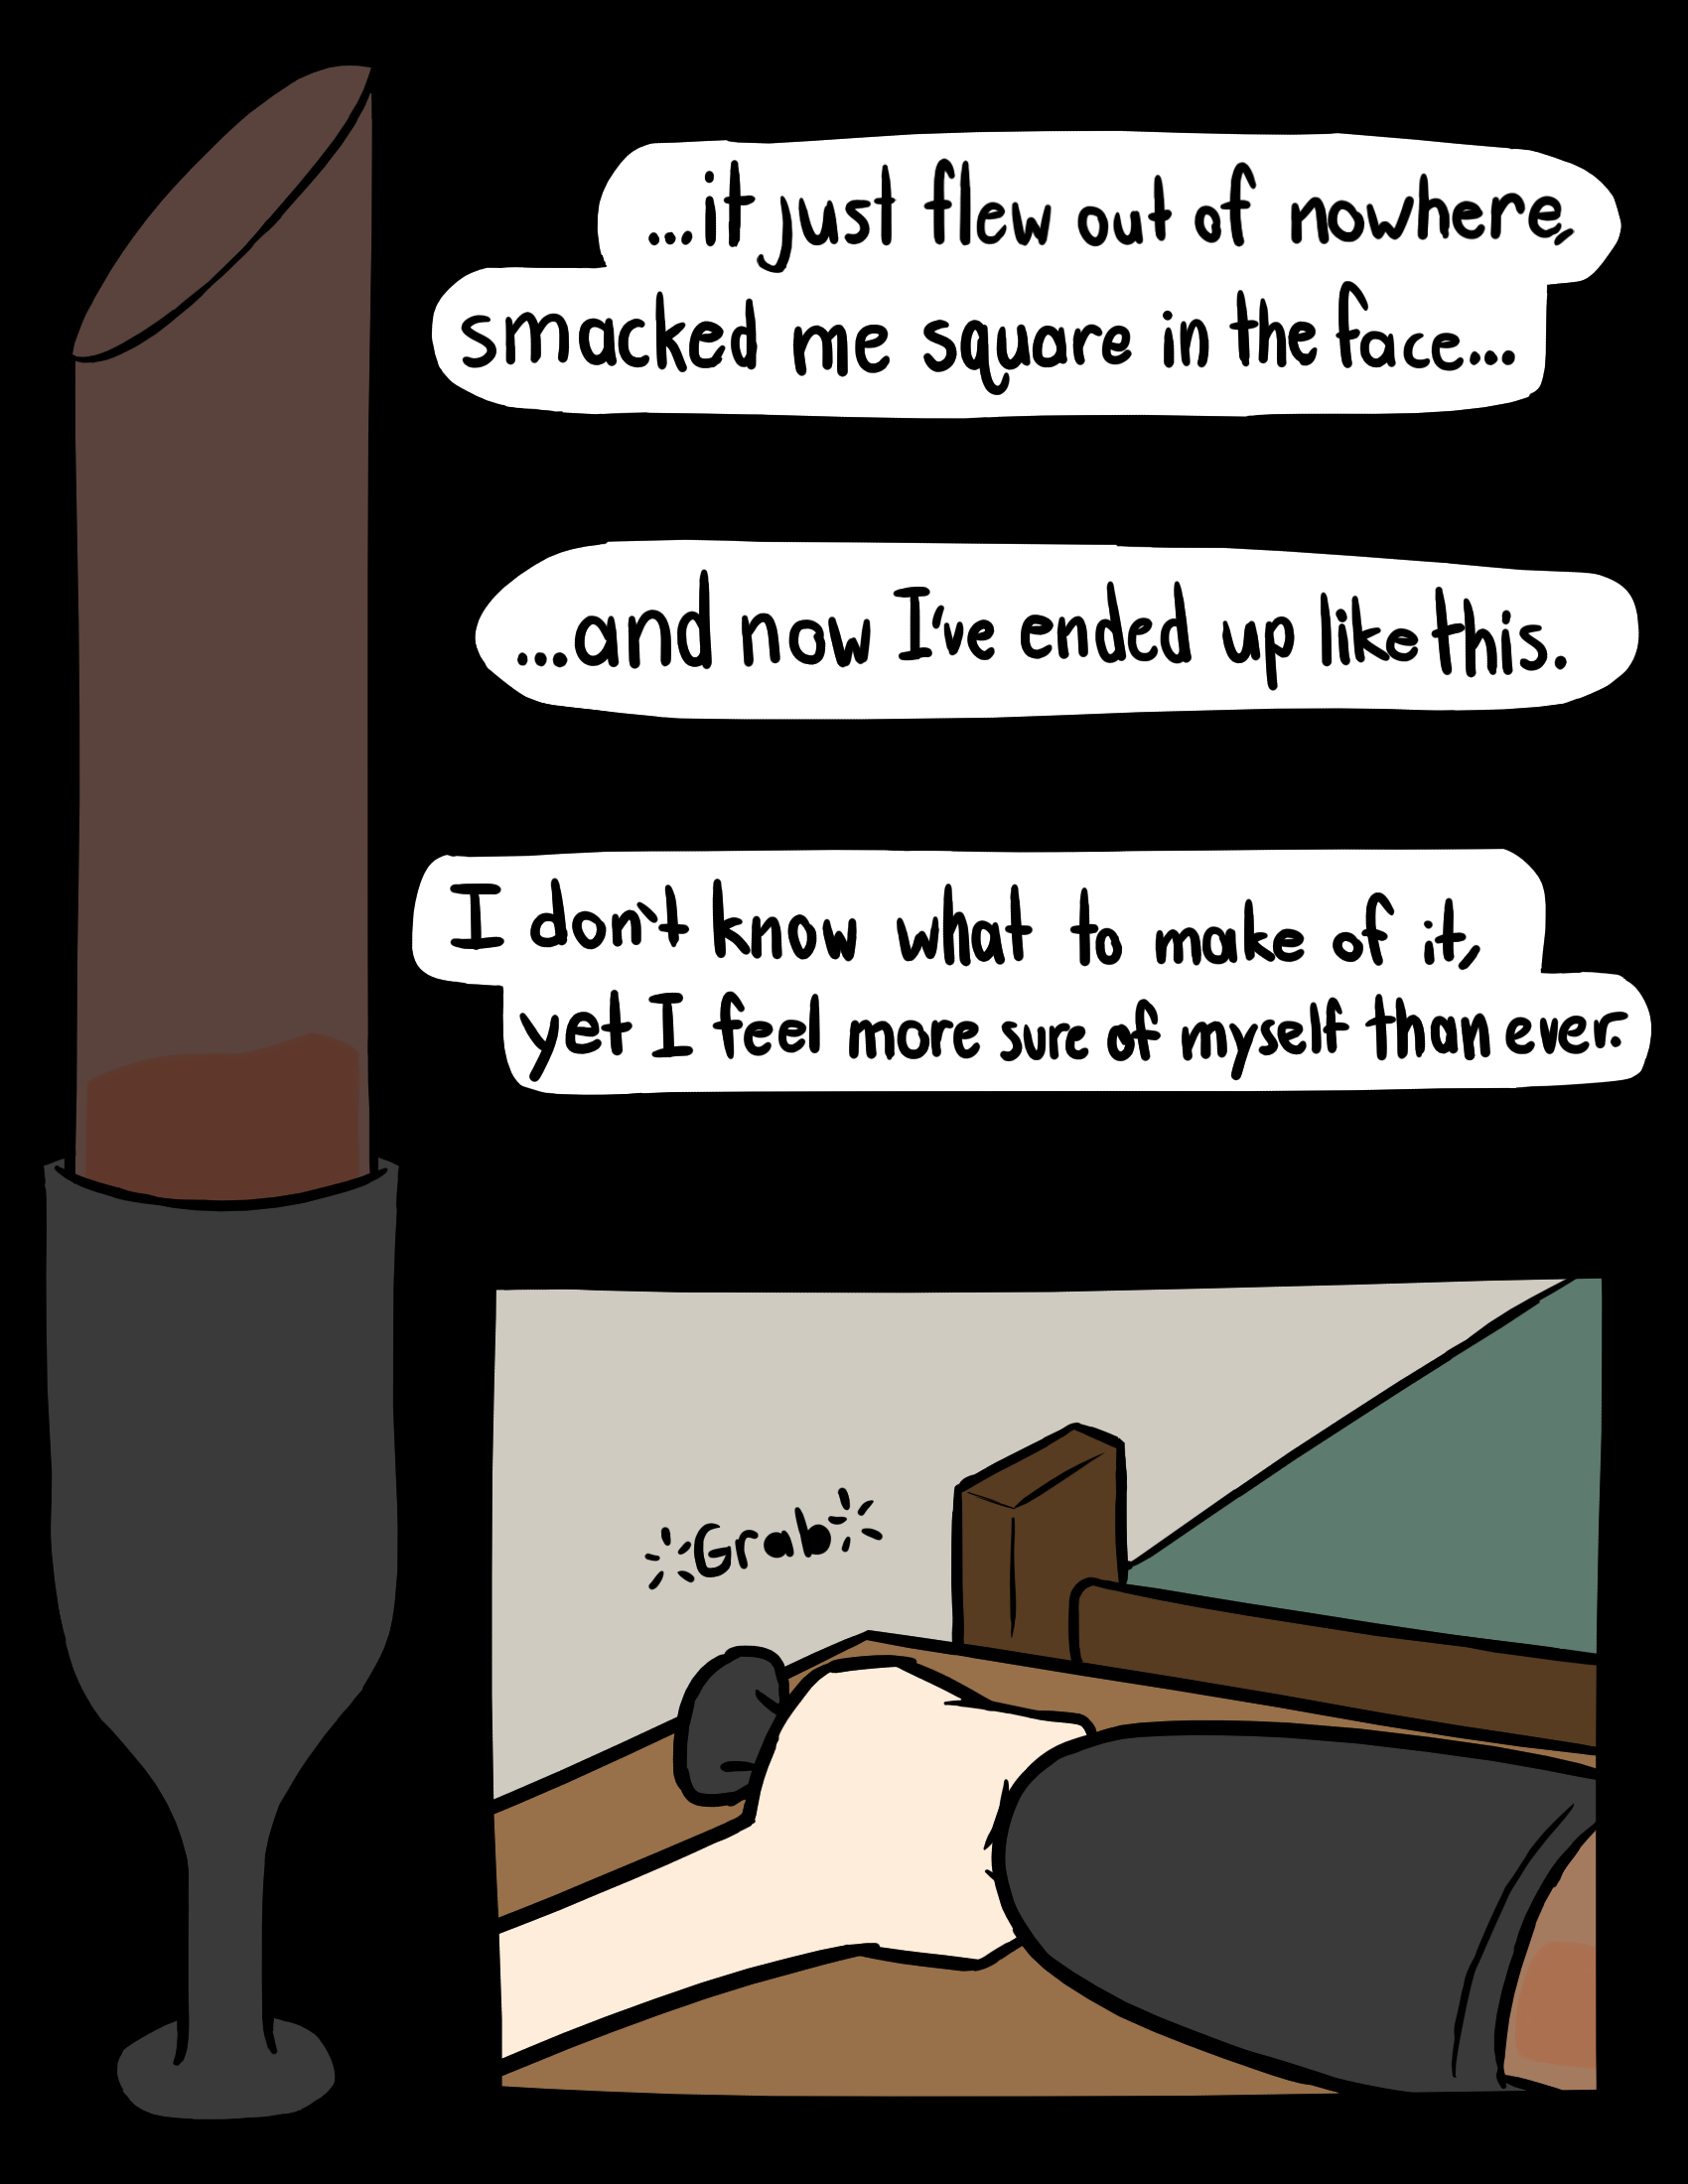 ...it just flew out of nowhere,
smacked me square in the face...
...and now I've ended up like this.
I don't know what to make of it,
yet I feel more sure of myself than ever.
Grab